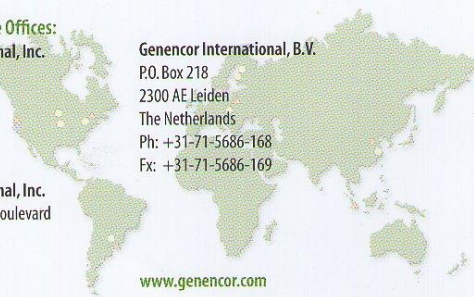 e Offices:
nal, Inc.
Genencor International, B.V.
P.O. Box 218
2300 AE Leiden
The Netherlands
Ph: +31-71-5686-168
Fx: +31-71-5686-169
nal, Inc.
oulevard
www.genencor.com